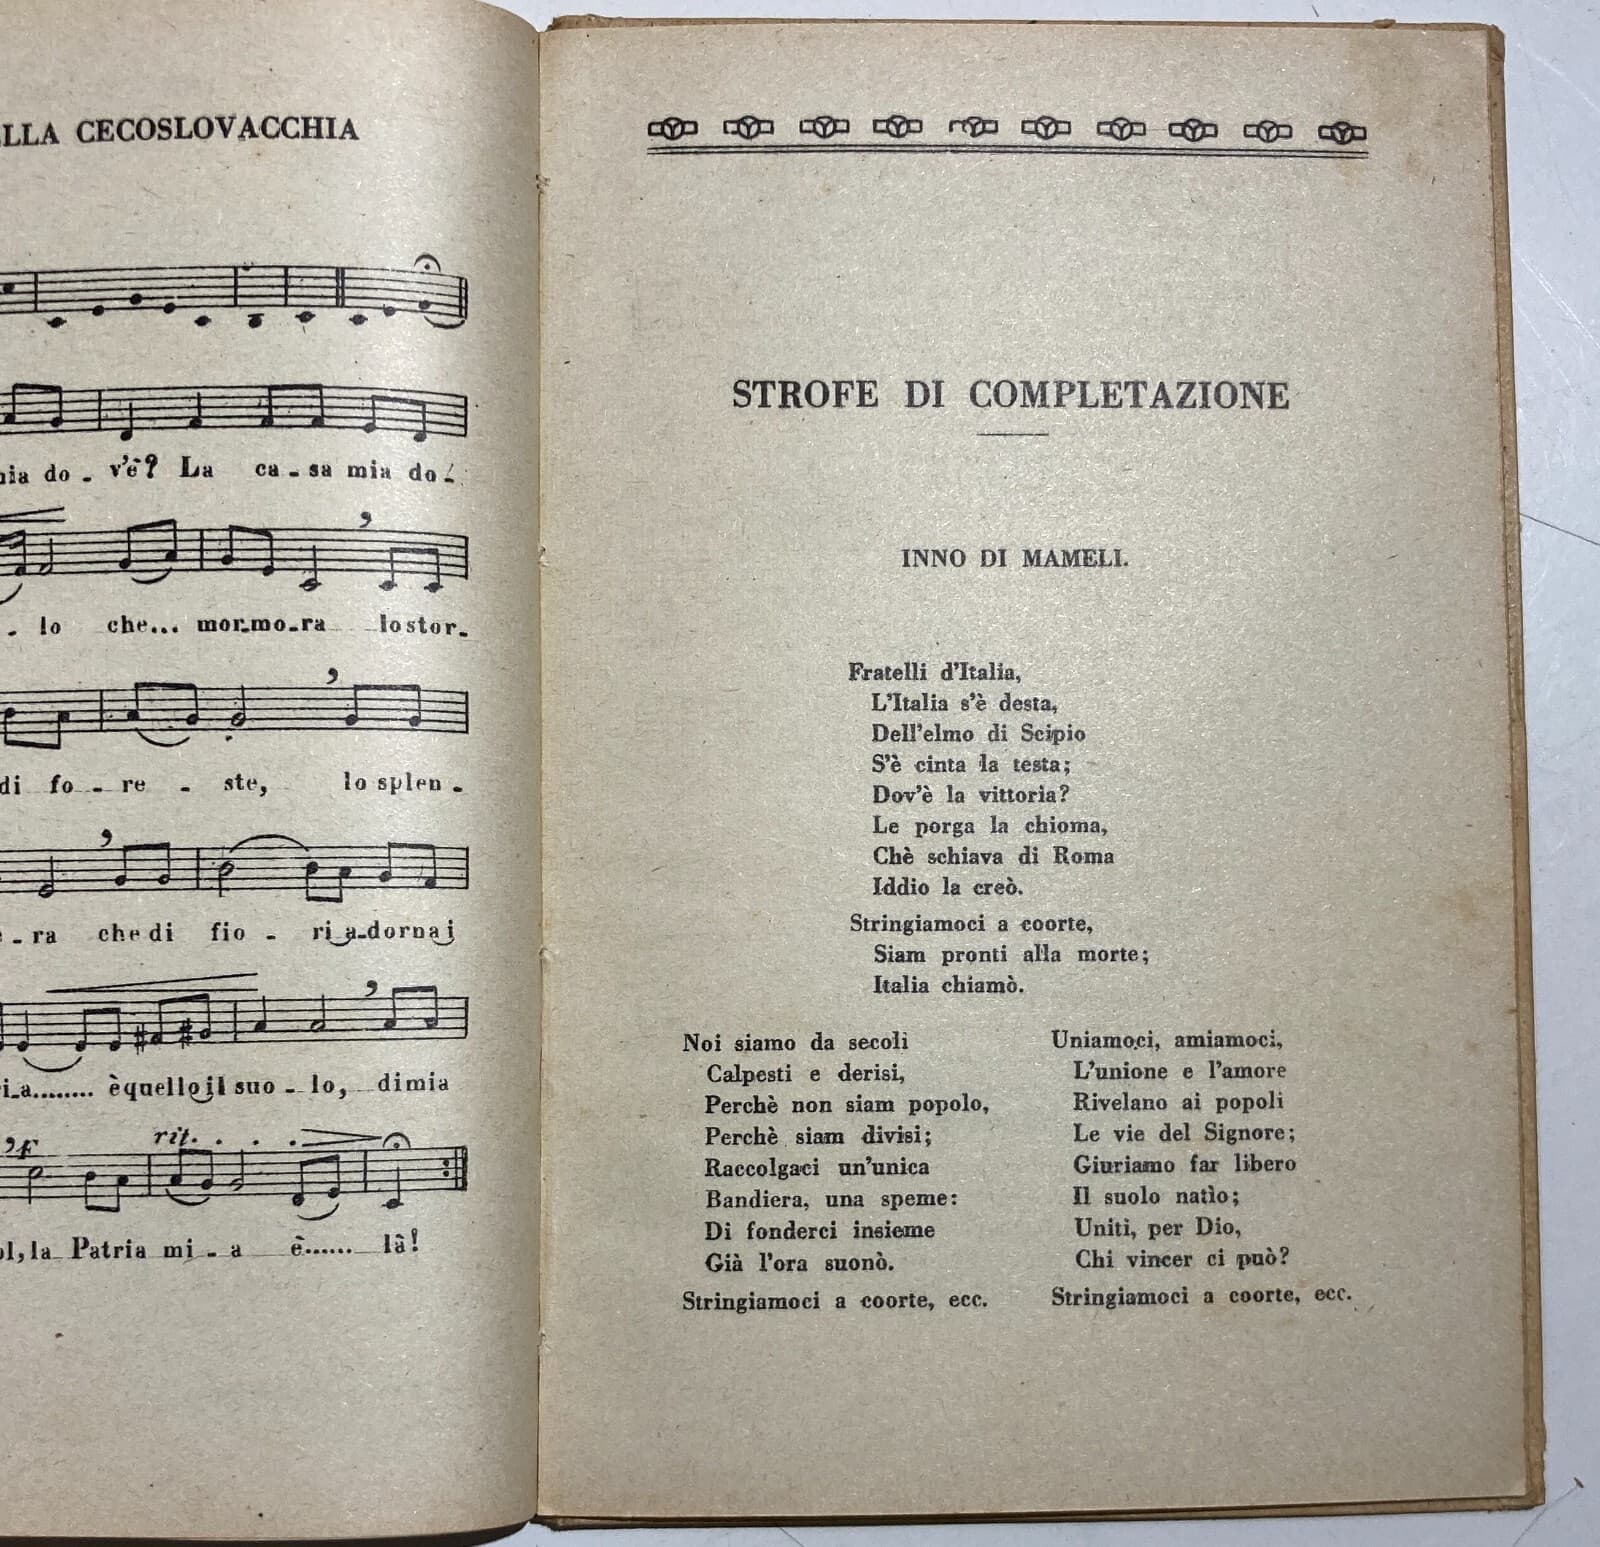 CECOSLOVACCHIA
do - v'è? La ca - sa mia do -
lo che... mor - mo - ra lo stor -
di fo - re - ste, lo splen -
ra che di fio - ri a - dorna i
è quello il suo - lo, di mia
rit. . . . .
la Patria mi - a è...... là!
STROFE DI COMPLETAZIONE
INNO DI MAMELI.
Fratelli d'Italia,
L'Italia s'è desta,
Dell'elmo di Scipio
S'è cinta la testa;
Dov'è la vittoria?
Le porga la chioma,
Chè schiava di Roma
Iddio la creò.
Stringiamoci a coorte,
Siam pronti alla morte;
Italia chiamò.
Noi siamo da secoli
Calpesti e derisi,
Perchè non siam popolo,
Perchè siam divisi;
Raccolgaci un'unica
Bandiera, una speme:
Di fonderci insieme
Già l'ora suonò.
Stringiamoci a coorte, ecc.
Uniamoci, amiamoci,
L'unione e l'amore
Rivelano ai popoli
Le vie del Signore;
Giuriamo far libero
Il suolo natìo;
Uniti, per Dio,
Chi vincer ci può?
Stringiamoci a coorte, ecc.